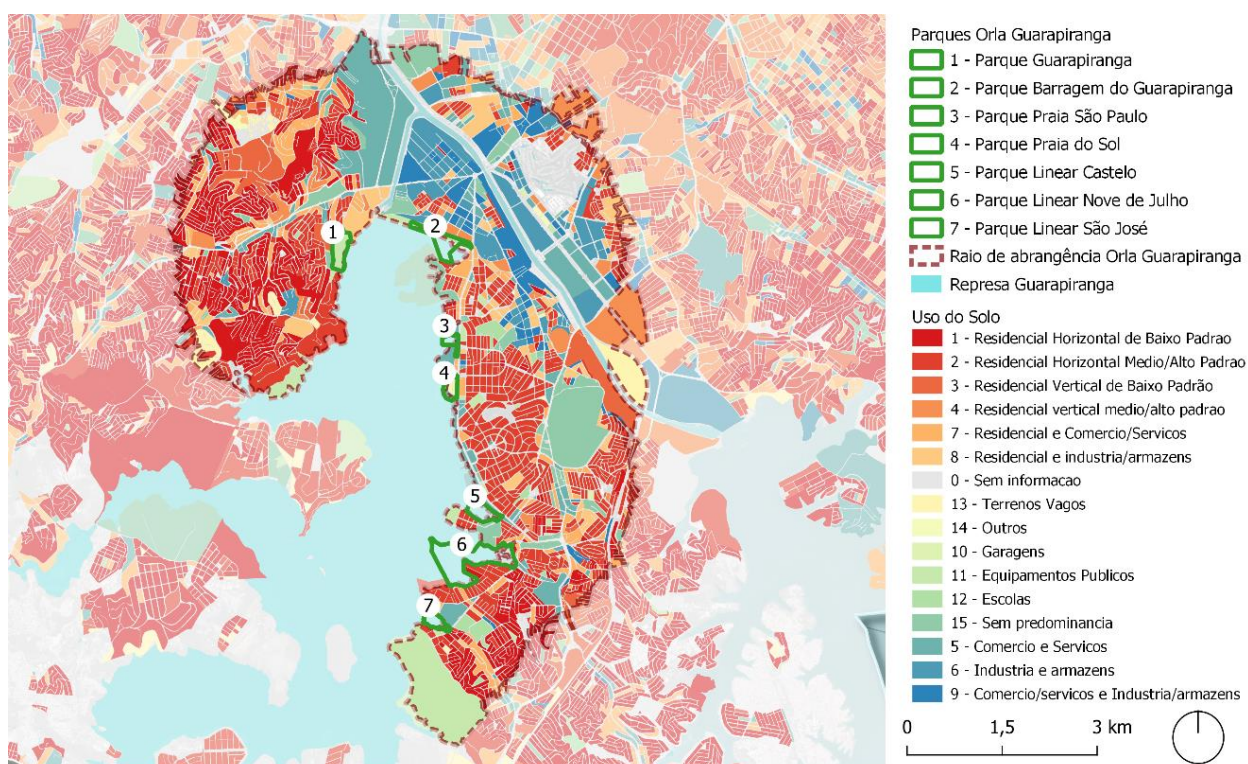 Parques Orla Guarapiranga
1 - Parque Guarapiranga
2 - Parque Barragem do Guarapiranga
3 - Parque Praia São Paulo
4 - Parque Praia do Sol
5 - Parque Linear Castelo
6 - Parque Linear Nove de Julho
7 - Parque Linear São José
Raio de abrangência Orla Guarapiranga
Represa Guarapiranga
Uso do Solo
1 - Residencial Horizontal de Baixo Padrao
2 - Residencial Horizontal Medio/Alto Padrao
3 - Residencial Vertical de Baixo Padrão
4 - Residencial vertical medio/alto padrao
7 - Residencial e Comercio/Servicos
8 - Residencial e industria/armazens
0 - Sem informacao
13 - Terrenos Vagos
14 - Outros
10 - Garagens
11 - Equipamentos Publicos
12 - Escolas
15 - Sem predominancia
5 - Comercio e Servicos
6 - Industria e armazens
9 - Comercio/servicos e Industria/armazens
0 1,5 3 km
1
2
3
4
5
6
7